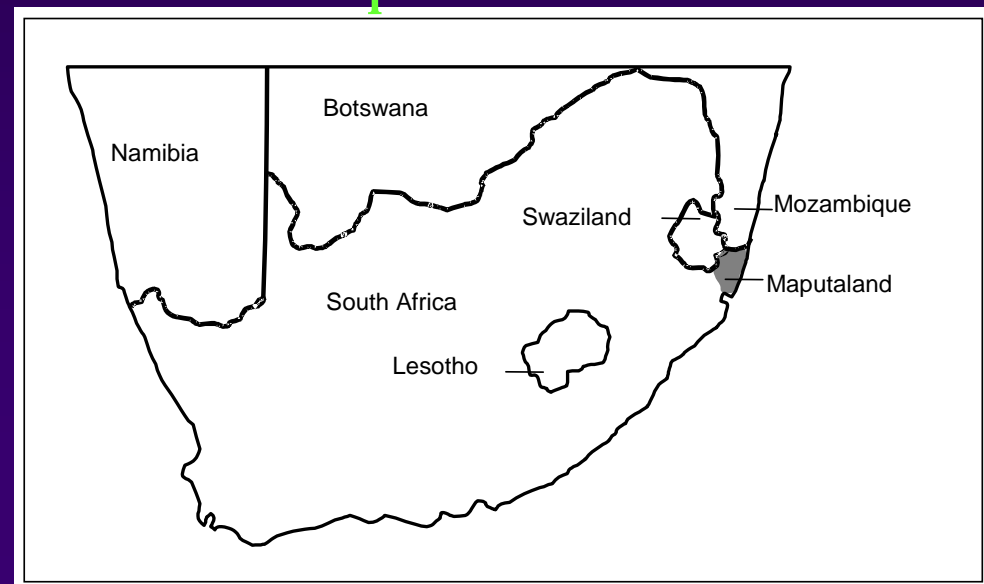 Botswana
Namibia
Swaziland
Mozambique
Maputaland
South Africa
Lesotho